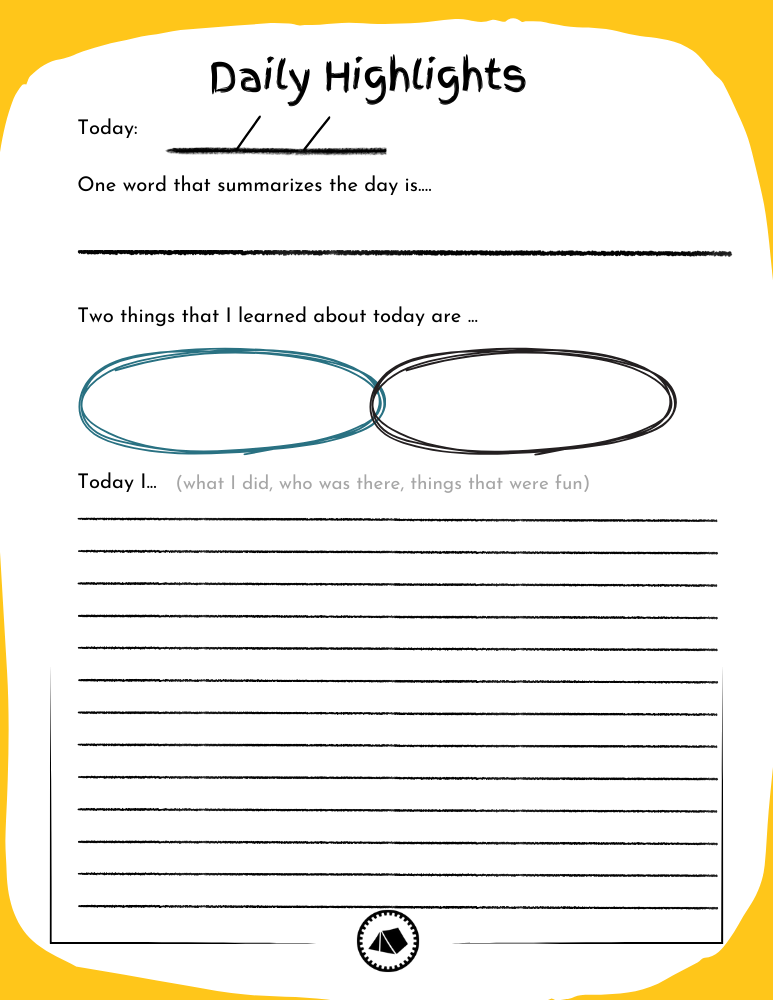 Daily Highlights
Today:
One word that summarizes the day is....
Two things that I learned about today are ...
Today I... (what I did, who was there, things that were fun)